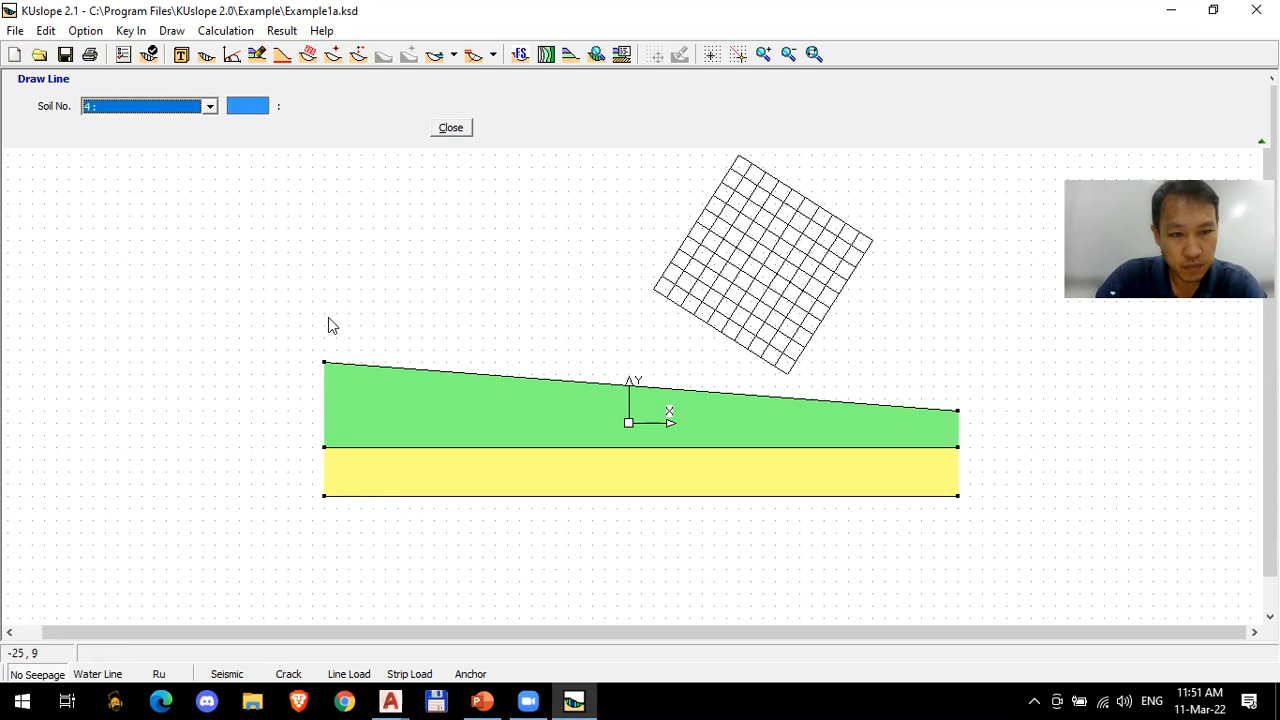 KUslope 2.1 - C:\Program Files\KUslope 2.0\Example\Example1a.ksd
File Edit Option Key In Draw Calculation Result Help
T FS
Draw Line
Soil No. 4 : :
Close
Y
X
-25 , 9
No Seepage Water Line Ru Seismic Crack Line Load Strip Load Anchor
A P ENG 11:51 AM
11-Mar-22